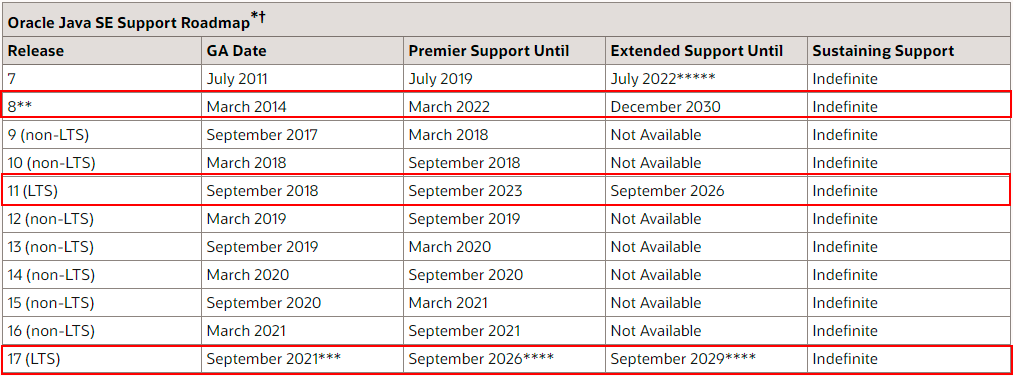 Oracle Java SE Support Roadmap*†
Release GA Date Premier Support Until Extended Support Until Sustaining Support
7 July 2011 July 2019 July 2022***** Indefinite
8** March 2014 March 2022 December 2030 Indefinite
9 (non-LTS) September 2017 March 2018 Not Available Indefinite
10 (non-LTS) March 2018 September 2018 Not Available Indefinite
11 (LTS) September 2018 September 2023 September 2026 Indefinite
12 (non-LTS) March 2019 September 2019 Not Available Indefinite
13 (non-LTS) September 2019 March 2020 Not Available Indefinite
14 (non-LTS) March 2020 September 2020 Not Available Indefinite
15 (non-LTS) September 2020 March 2021 Not Available Indefinite
16 (non-LTS) March 2021 September 2021 Not Available Indefinite
17 (LTS) September 2021*** September 2026**** September 2029**** Indefinite